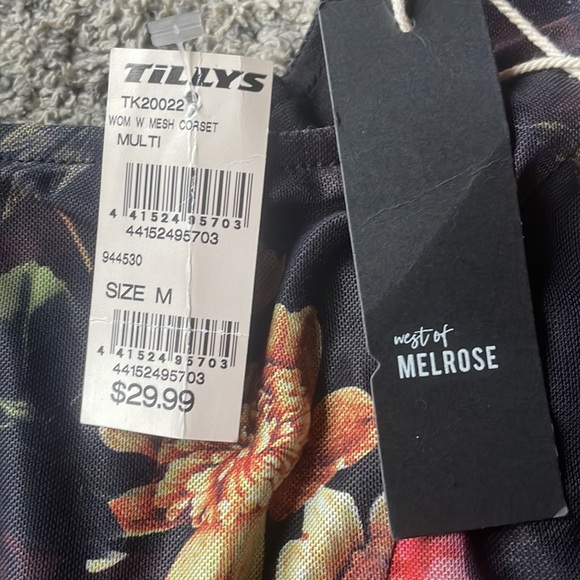 TiLLYS
TK20022
WOM W MESH CORSET
MULTI
4 41524 95703
44152495703
944530
SIZE M
4 41524 95703
44152495703
$29.99
west of
MELROSE